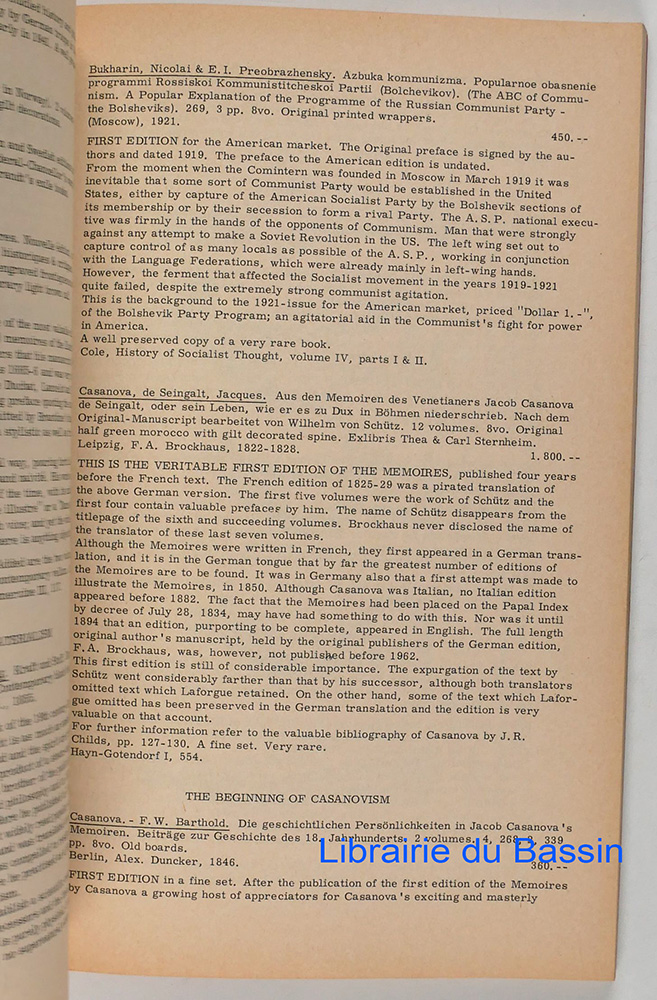 Bukharin, Nicolai & E. I. Preobrazhensky. Azbuka kommunizma. Popularnoe obasnenie
programmi Rossiskoi Kommunistitcheskoi Partii (Bolchevikov). (The ABC of Commu-
nism. A Popular Explanation of the Programme of the Russian Communist Party -
the Bolsheviks). 269, 3 pp. 8vo. Original printed wrappers.
(Moscow), 1921.
450.--
FIRST EDITION for the American market. The Original preface is signed by the au-
thors and dated 1919. The preface to the American edition is undated.
From the moment when the Comintern was founded in Moscow in March 1919 it was
inevitable that some sort of Communist Party would be established in the United
States, either by capture of the American Socialist Party by the Bolshevik sections of
its membership or by their secession to form a rival Party. The A. S. P. national execu-
tive was firmly in the hands of the opponents of Communism. Man that were strongly
against any attempt to make a Soviet Revolution in the US. The left wing set out to
capture control of as many locals as possible of the A. S. P., working in conjunction
with the Language Federations, which were already mainly in left-wing hands.
However, the ferment that affected the Socialist movement in the years 1919-1921
quite failed, despite the extremely strong communist agitation.
This is the background to the 1921-issue for the American market, priced "Dollar 1. -",
of the Bolshevik Party Program; an agitatorial aid in the Communist's fight for power
in America.
A well preserved copy of a very rare book.
Cole, History of Socialist Thought, volume IV, parts I & II.
Casanova, de Seingalt, Jacques. Aus den Memoiren des Venetianers Jacob Casanova
de Seingalt, oder sein Leben, wie er es zu Dux in Böhmen niederschrieb. Nach dem
Original-Manuscript bearbeitet von Wilhelm von Schütz. 12 volumes. 8vo. Original
half green morocco with gilt decorated spine. Exlibris Thea & Carl Sternheim.
Leipzig, F. A. Brockhaus, 1822-1828.
1. 800.--
THIS IS THE VERITABLE FIRST EDITION OF THE MEMOIRES, published four years
before the French text. The French edition of 1825-29 was a pirated translation of
the above German version. The first five volumes were the work of Schütz and the
first four contain valuable prefaces by him. The name of Schütz disappears from the
titlepage of the sixth and succeeding volumes. Brockhaus never disclosed the name of
the translator of these last seven volumes.
Although the Memoires were written in French, they first appeared in a German trans-
lation, and it is in the German tongue that by far the greatest number of editions of
the Memoires are to be found. It was in Germany also that a first attempt was made to
illustrate the Memoires, in 1850. Although Casanova was Italian, no Italian edition
appeared before 1882. The fact that the Memoires had been placed on the Papal Index
by decree of July 28, 1834, may have had something to do with this. Nor was it until
1894 that an edition, purporting to be complete, appeared in English. The full length
original author's manuscript, held by the original publishers of the German edition,
F. A. Brockhaus, was, however, not published before 1962.
This first edition is still of considerable importance. The expurgation of the text by
Schütz went considerably farther than that by his successor, although both translators
omitted text which Laforgue retained. On the other hand, some of the text which Lafor-
gue omitted has been preserved in the German translation and the edition is very
valuable on that account.
For further information refer to the valuable bibliography of Casanova by J. R.
Childs, pp. 127-130. A fine set. Very rare.
Hayn-Gotendorf I, 554.
THE BEGINNING OF CASANOVISM
Casanova. - F. W. Barthold. Die geschichtlichen Persönlichkeiten in Jacob Casanova's
Memoiren. Beiträge zur Geschichte des 18. Jahrhunderts. 2 volumes. 4, 268, 339
pp. 8vo. Old boards.
Berlin, Alex. Duncker, 1846.
360.--
FIRST EDITION in a fine set. After the publication of the first edition of the Memoires
by Casanova a growing host of appreciators for Casanova's exciting and masterly
Librairie du Bassin